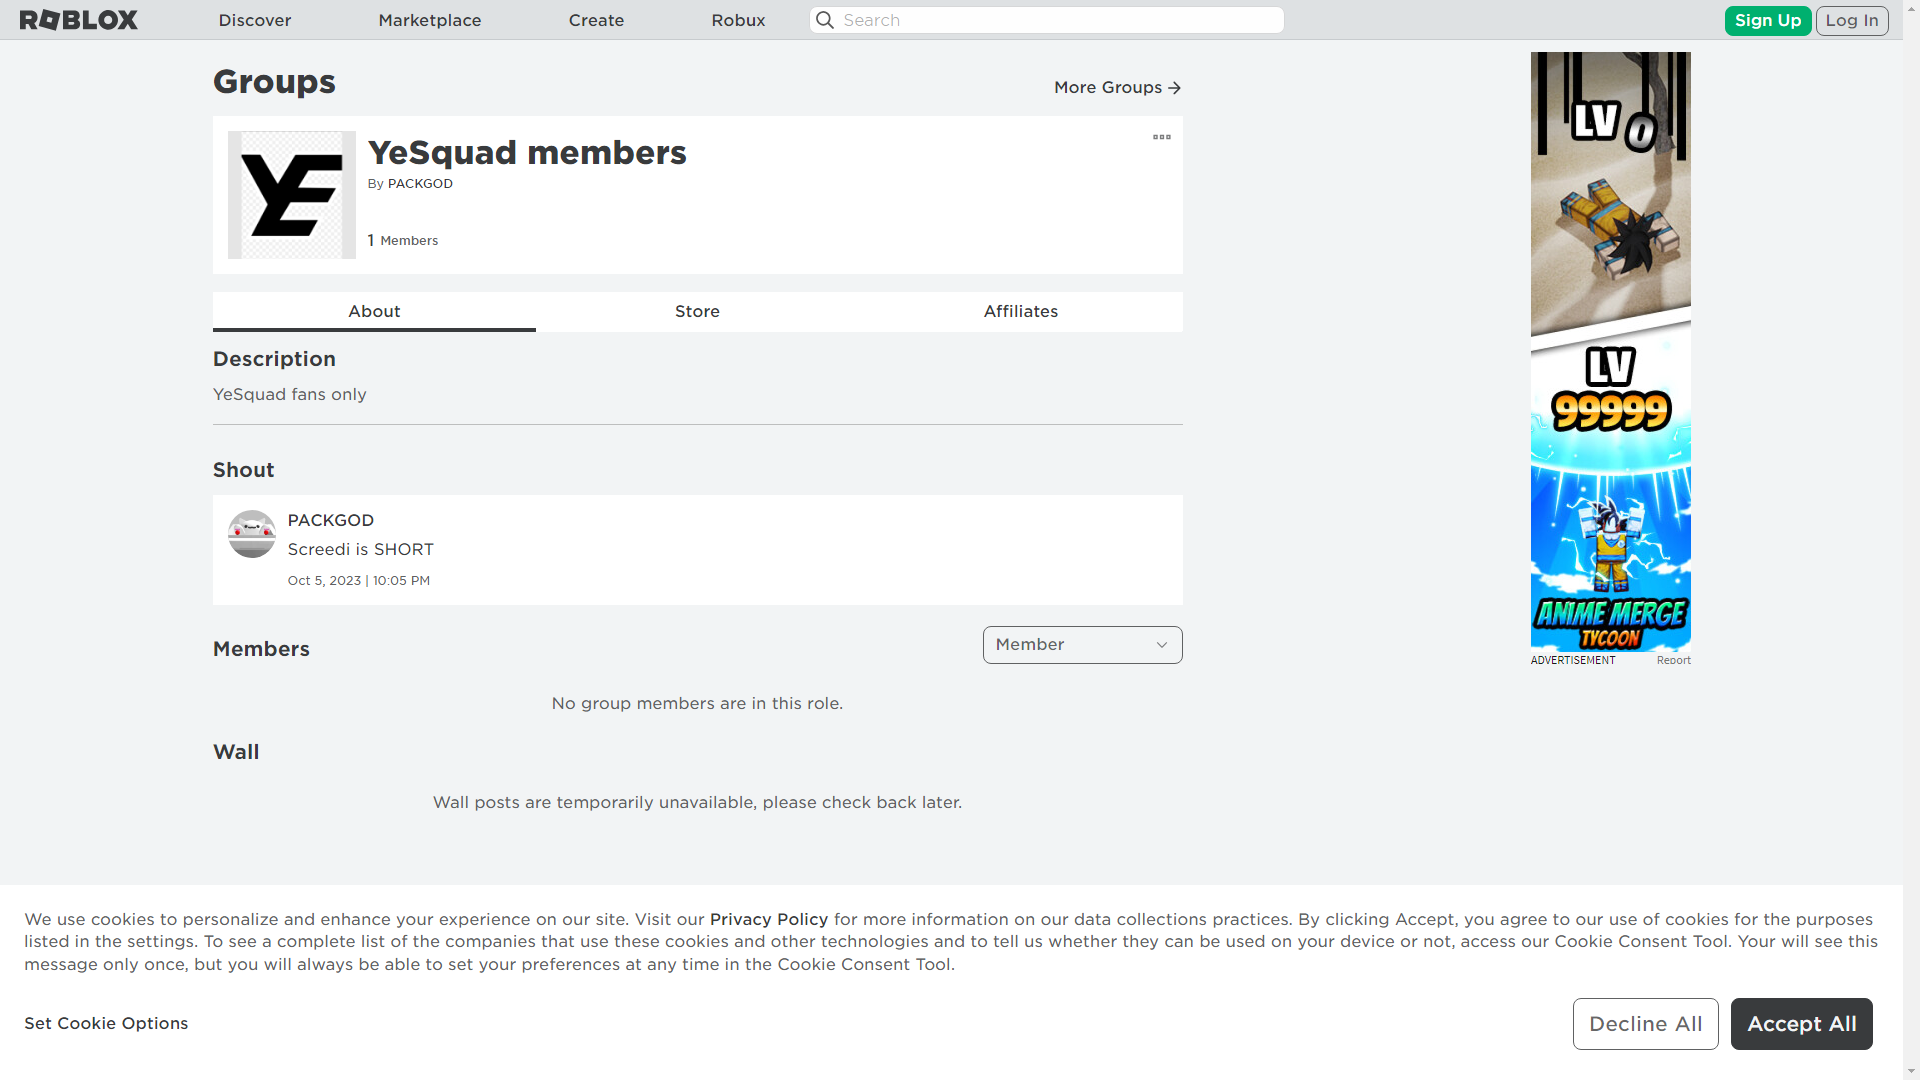 ROBLOX
Discover
Marketplace
Create
Robux
Search
Sign Up
Log In
Groups
More Groups
YE
YeSquad members
By PACKGOD
1 Members
About
Store
Affiliates
Description
YeSquad fans only
Shout
PACKGOD
Screedi is SHORT
Oct 5, 2023 | 10:05 PM
Members
Member
No group members are in this role.
Wall
Wall posts are temporarily unavailable, please check back later.
LV 0
LV
99999
ANIME MERGE
TYCOON
ADVERTISEMENT
Report
We use cookies to personalize and enhance your experience on our site. Visit our Privacy Policy for more information on our data collections practices. By clicking Accept, you agree to our use of cookies for the purposes
listed in the settings. To see a complete list of the companies that use these cookies and other technologies and to tell us whether they can be used on your device or not, access our Cookie Consent Tool. Your will see this
message only once, but you will always be able to set your preferences at any time in the Cookie Consent Tool.
Set Cookie Options
Decline All
Accept All